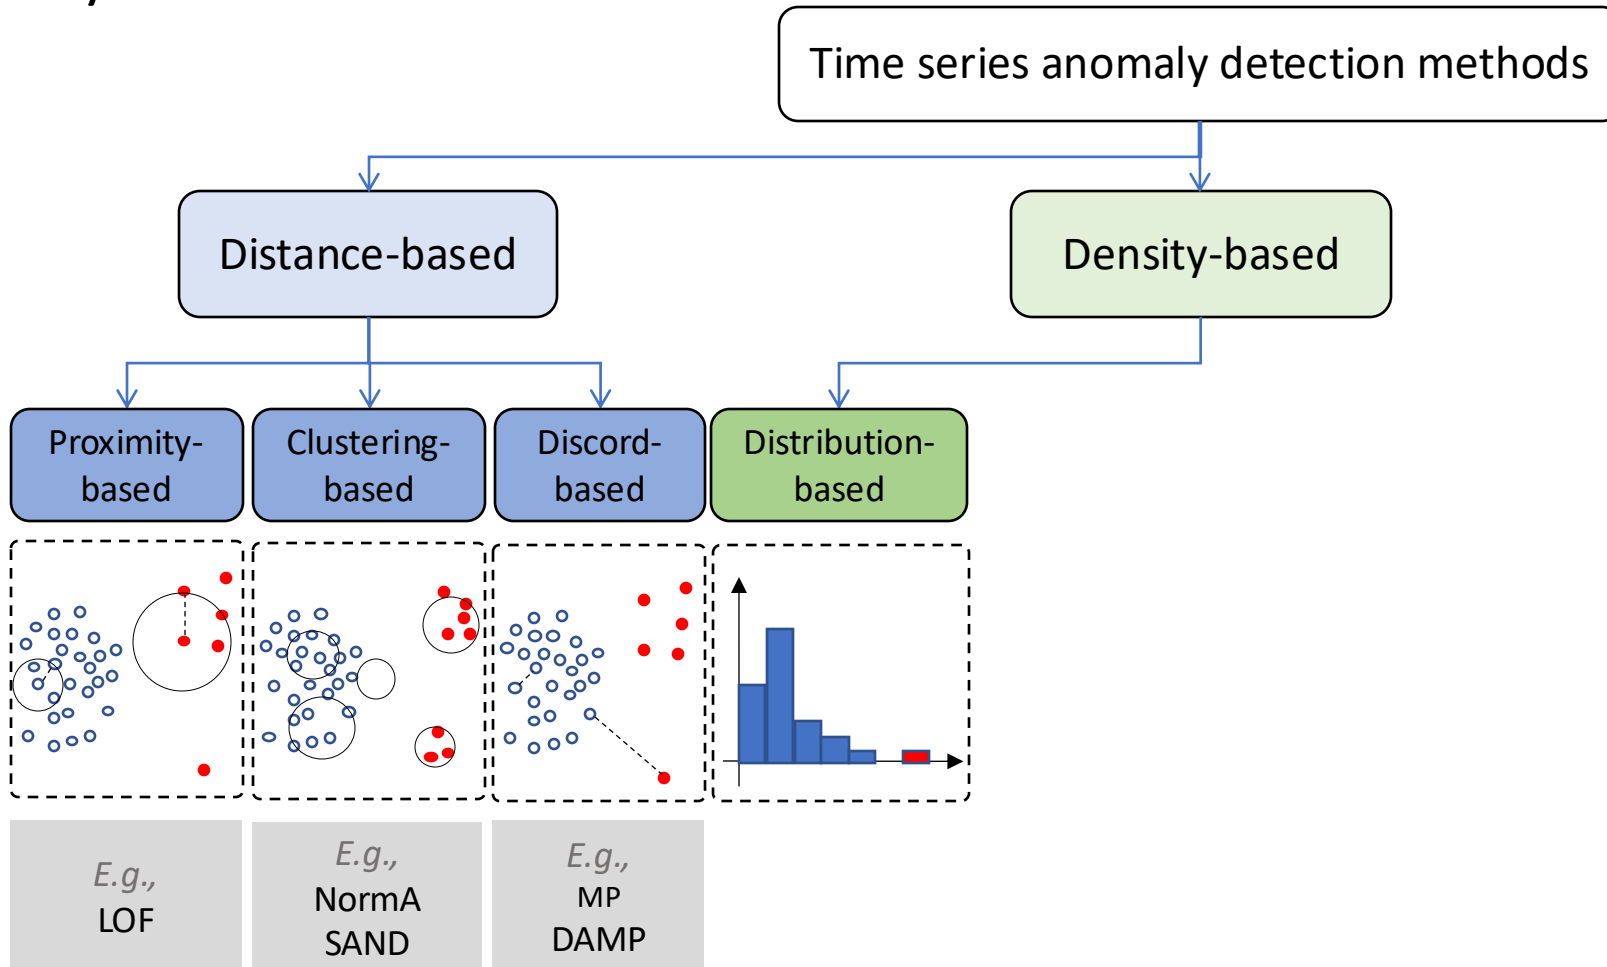 Time series anomaly detection methods
Distance-based
Density-based
Proximity-
based
Clustering-
based
Discord-
based
Distribution-
based
E.g.,
LOF
E.g.,
NormA
SAND
E.g.,
MP
DAMP